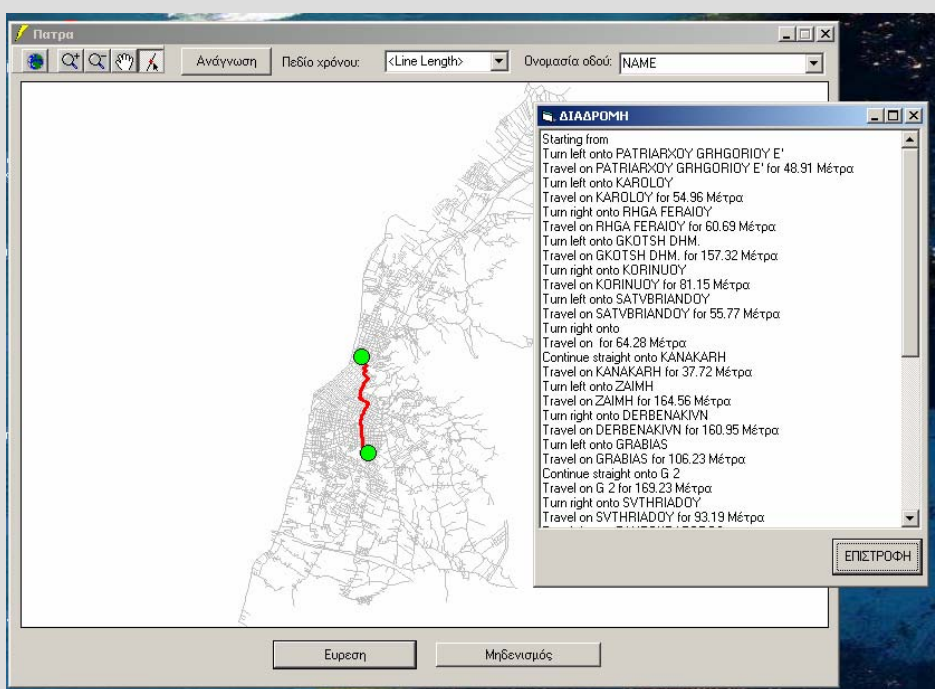 Πατρα
Ανάγνωση
Πεδίο χρόνου:
<Line Length>
Ονομασία οδού:
NAME
ΔΙΑΔΡΟΜΗ
Starting from
Turn left onto PATRIARXOY GRHGORIOY E'
Travel on PATRIARXOY GRHGORIOY E' for 48.91 Μέτρα
Turn left onto KAROLOY
Travel on KAROLOY for 54.96 Μέτρα
Turn right onto RHGA FERAIOY
Travel on RHGA FERAIOY for 60.69 Μέτρα
Turn left onto GKOTSH DHM.
Travel on GKOTSH DHM. for 157.32 Μέτρα
Turn right onto KORINUOY
Travel on KORINUOY for 81.15 Μέτρα
Turn left onto SATVBRIANDOY
Travel on SATVBRIANDOY for 55.77 Μέτρα
Turn right onto
Travel on  for 64.28 Μέτρα
Continue straight onto KANAKARH
Travel on KANAKARH for 37.72 Μέτρα
Turn left onto ZAIMH
Travel on ZAIMH for 164.56 Μέτρα
Turn right onto DERBENAKIVN
Travel on DERBENAKIVN for 160.95 Μέτρα
Turn left onto GRABIAS
Travel on GRABIAS for 106.23 Μέτρα
Continue straight onto G 2
Travel on G 2 for 169.23 Μέτρα
Turn right onto SVTHRIADOY
Travel on SVTHRIADOY for 93.19 Μέτρα
ΕΠΙΣΤΡΟΦΗ
Ευρεση
Μηδενισμός